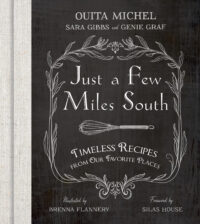 OUITA MICHEL
SARA GIBBS AND GENIE GRAF
Just a Few
Miles South
TIMELESS RECIPES
FROM OUR FAVORITE PLACES
Illustrated by
BRENNA FLANNERY
Foreword by
SILAS HOUSE